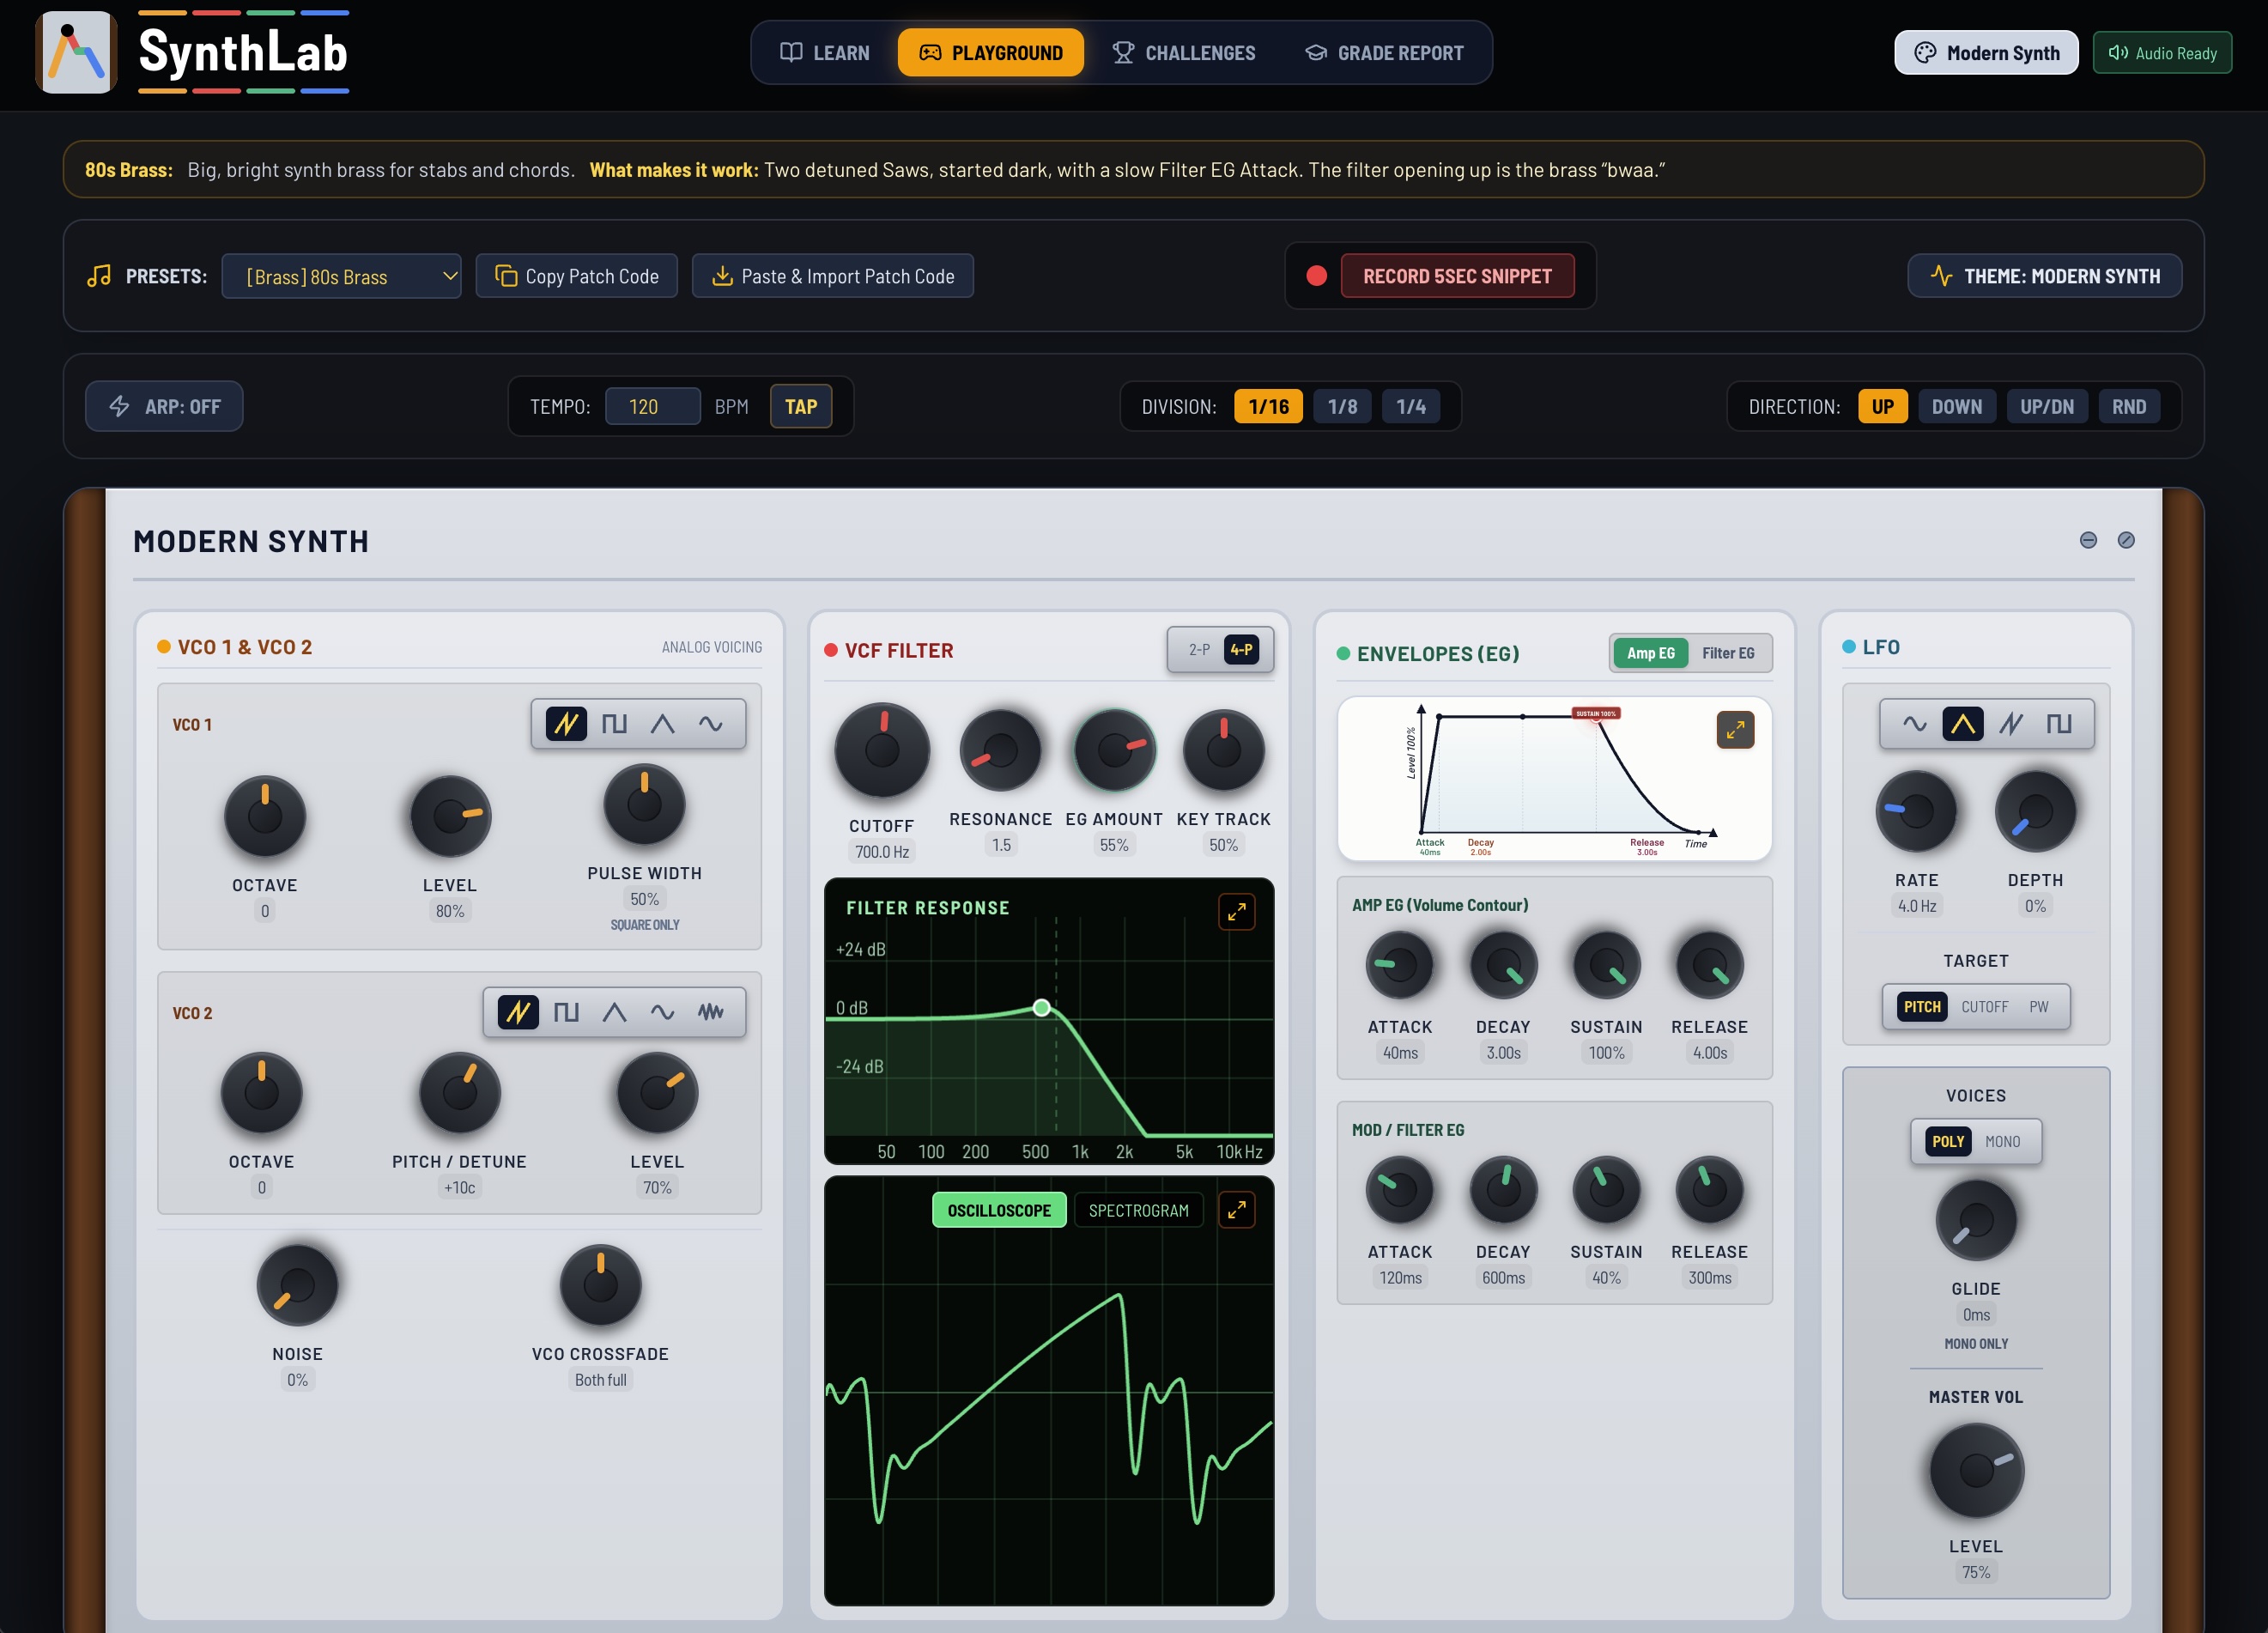 SynthLab
LEARN
PLAYGROUND
CHALLENGES
GRADE REPORT
Modern Synth
Audio Ready
80s Brass: Big, bright synth brass for stabs and chords. What makes it work: Two detuned Saws, started dark, with a slow Filter EG Attack. The filter opening up is the brass “bwaa.”
PRESETS:
[Brass] 80s Brass
Copy Patch Code
Paste & Import Patch Code
RECORD 5SEC SNIPPET
THEME: MODERN SYNTH
ARP: OFF
TEMPO: 120 BPM TAP
DIVISION: 1/16 1/8 1/4
DIRECTION: UP DOWN UP/DN RND
MODERN SYNTH
VCO 1 & VCO 2
ANALOG VOICING
VCO 1
OCTAVE LEVEL PULSE WIDTH
0 80% 50%
SQUARE ONLY
VCO 2
OCTAVE PITCH / DETUNE LEVEL
0 +10c 70%
NOISE VCO CROSSFADE
0% Both full
VCF FILTER
2-P 4-P
CUTOFF RESONANCE EG AMOUNT KEY TRACK
700.0 Hz 1.5 55% 50%
FILTER RESPONSE
+24 dB
0 dB
-24 dB
50 100 200 500 1k 2k 5k 10k Hz
OSCILLOSCOPE SPECTROGRAM
ENVELOPES (EG)
Amp EG Filter EG
SUSTAIN 100%
Level 100%
Attack Decay Release Time
40ms 2.00s 3.00s
AMP EG (Volume Contour)
ATTACK DECAY SUSTAIN RELEASE
40ms 3.00s 100% 4.00s
MOD / FILTER EG
ATTACK DECAY SUSTAIN RELEASE
120ms 600ms 40% 300ms
LFO
RATE DEPTH
4.0 Hz 0%
TARGET
PITCH CUTOFF PW
VOICES
POLY MONO
GLIDE
0ms
MONO ONLY
MASTER VOL
LEVEL
75%